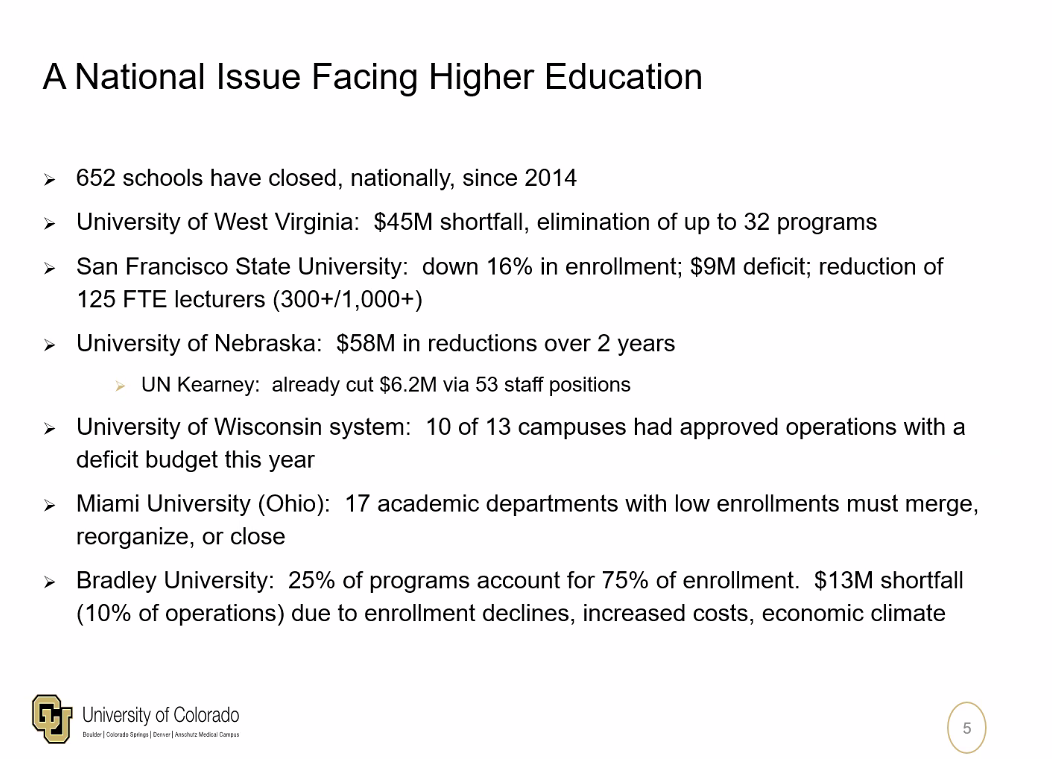 A National Issue Facing Higher Education
➢ 652 schools have closed, nationally, since 2014
➢ University of West Virginia: $45M shortfall, elimination of up to 32 programs
➢ San Francisco State University: down 16% in enrollment; $9M deficit; reduction of
125 FTE lecturers (300+/1,000+)
➢ University of Nebraska: $58M in reductions over 2 years
➢ UN Kearney: already cut $6.2M via 53 staff positions
➢ University of Wisconsin system: 10 of 13 campuses had approved operations with a
deficit budget this year
➢ Miami University (Ohio): 17 academic departments with low enrollments must merge,
reorganize, or close
➢ Bradley University: 25% of programs account for 75% of enrollment. $13M shortfall
(10% of operations) due to enrollment declines, increased costs, economic climate
CU
University of Colorado
Boulder | Colorado Springs | Denver | Anschutz Medical Campus
5